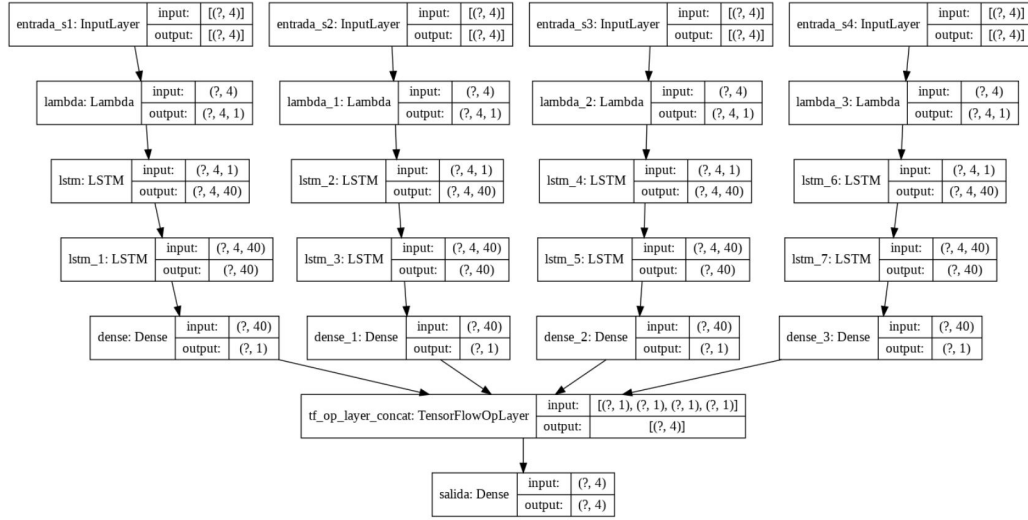 entrada_s1: InputLayer input: [(?, 4)] output: [(?, 4)]
entrada_s2: InputLayer input: [(?, 4)] output: [(?, 4)]
entrada_s3: InputLayer input: [(?, 4)] output: [(?, 4)]
entrada_s4: InputLayer input: [(?, 4)] output: [(?, 4)]
lambda: Lambda input: (?, 4) output: (?, 4, 1)
lambda_1: Lambda input: (?, 4) output: (?, 4, 1)
lambda_2: Lambda input: (?, 4) output: (?, 4, 1)
lambda_3: Lambda input: (?, 4) output: (?, 4, 1)
lstm: LSTM input: (?, 4, 1) output: (?, 4, 40)
lstm_2: LSTM input: (?, 4, 1) output: (?, 4, 40)
lstm_4: LSTM input: (?, 4, 1) output: (?, 4, 40)
lstm_6: LSTM input: (?, 4, 1) output: (?, 4, 40)
lstm_1: LSTM input: (?, 4, 40) output: (?, 40)
lstm_3: LSTM input: (?, 4, 40) output: (?, 40)
lstm_5: LSTM input: (?, 4, 40) output: (?, 40)
lstm_7: LSTM input: (?, 4, 40) output: (?, 40)
dense: Dense input: (?, 40) output: (?, 1)
dense_1: Dense input: (?, 40) output: (?, 1)
dense_2: Dense input: (?, 40) output: (?, 1)
dense_3: Dense input: (?, 40) output: (?, 1)
tf_op_layer_concat: TensorFlowOpLayer input: [(?, 1), (?, 1), (?, 1), (?, 1)] output: [(?, 4)]
salida: Dense input: (?, 4) output: (?, 4)